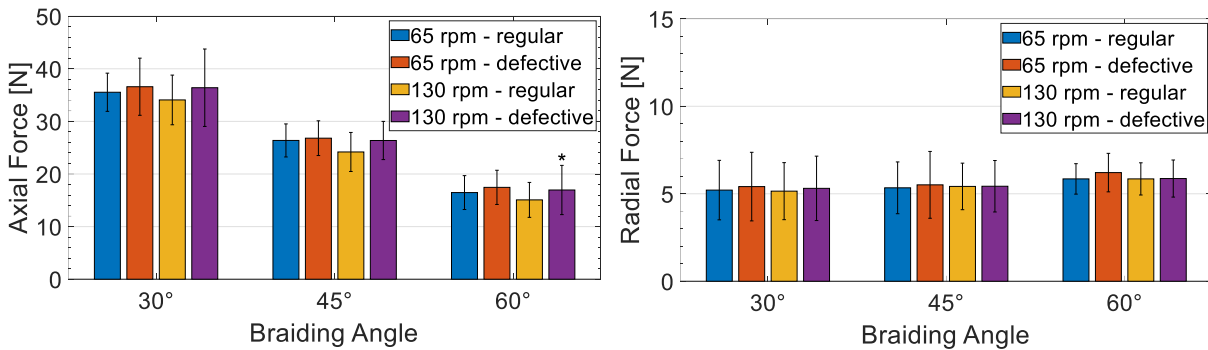 50
40
30
20
10
0
Axial Force [N]
65 rpm - regular
65 rpm - defective
130 rpm - regular
130 rpm - defective
*
30°
45°
60°
Braiding Angle
15
10
5
0
Radial Force [N]
65 rpm - regular
65 rpm - defective
130 rpm - regular
130 rpm - defective
30°
45°
60°
Braiding Angle